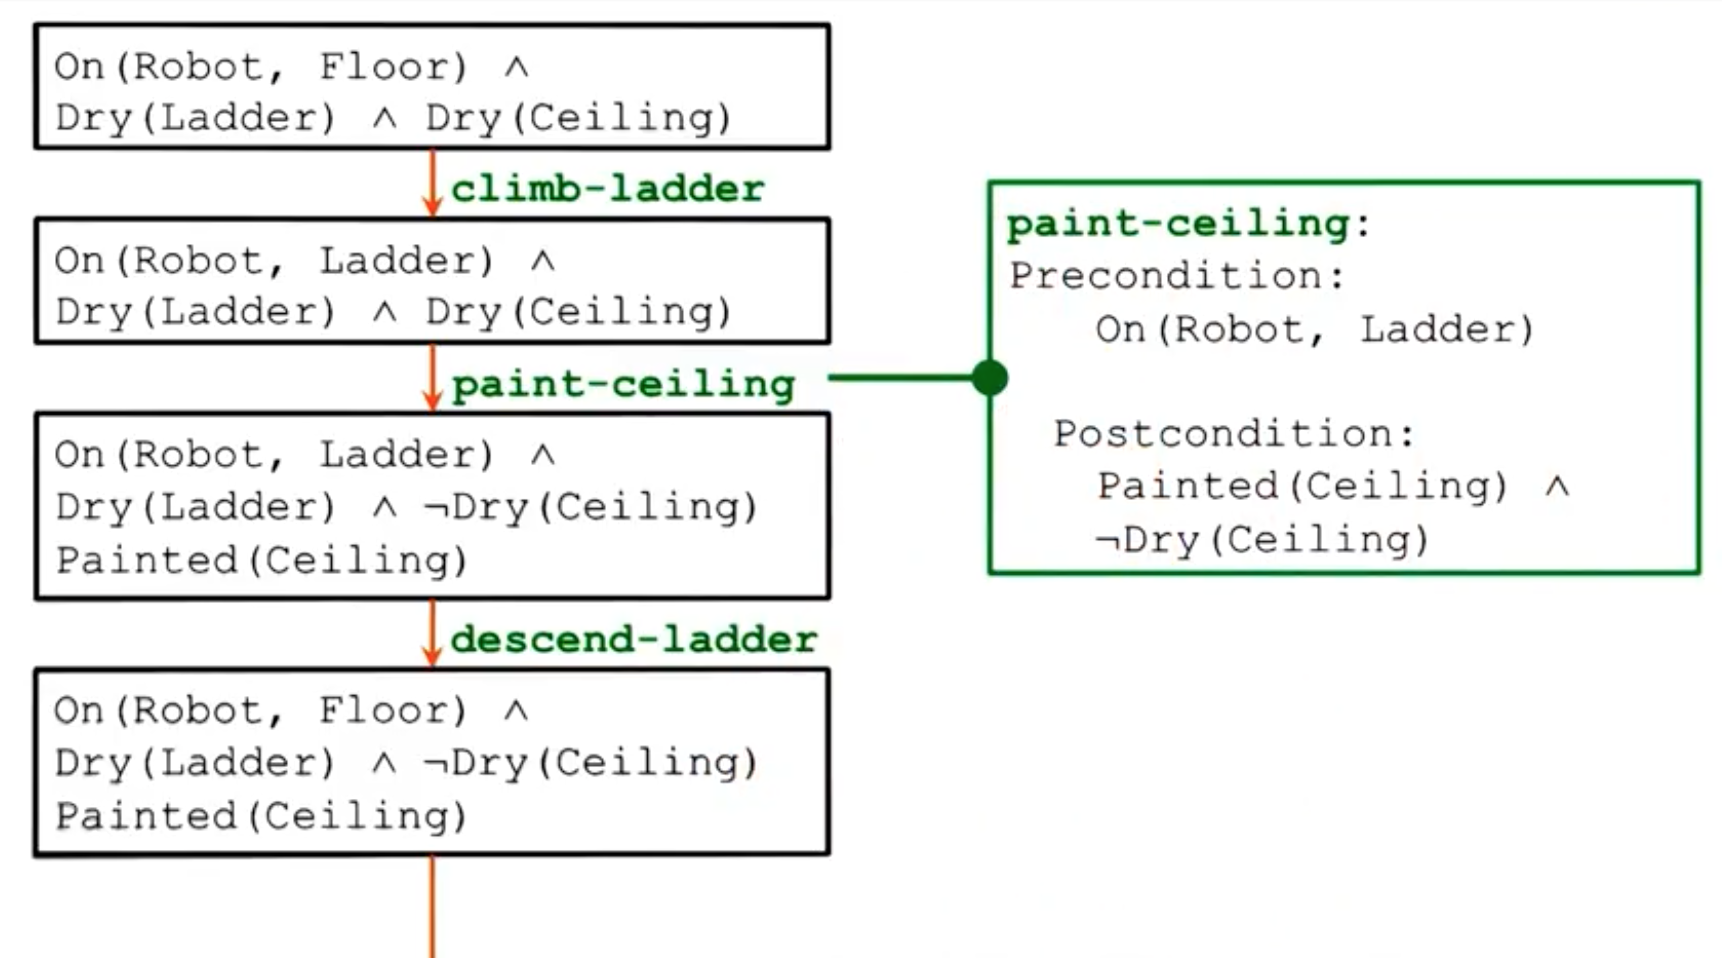 On(Robot, Floor) ∧
Dry(Ladder) ∧ Dry(Ceiling)
climb-ladder
On(Robot, Ladder) ∧
Dry(Ladder) ∧ Dry(Ceiling)
paint-ceiling
On(Robot, Ladder) ∧
Dry(Ladder) ∧ ¬Dry(Ceiling)
Painted(Ceiling)
descend-ladder
On(Robot, Floor) ∧
Dry(Ladder) ∧ ¬Dry(Ceiling)
Painted(Ceiling)
paint-ceiling:
Precondition:
On(Robot, Ladder)
Postcondition:
Painted(Ceiling) ∧
¬Dry(Ceiling)